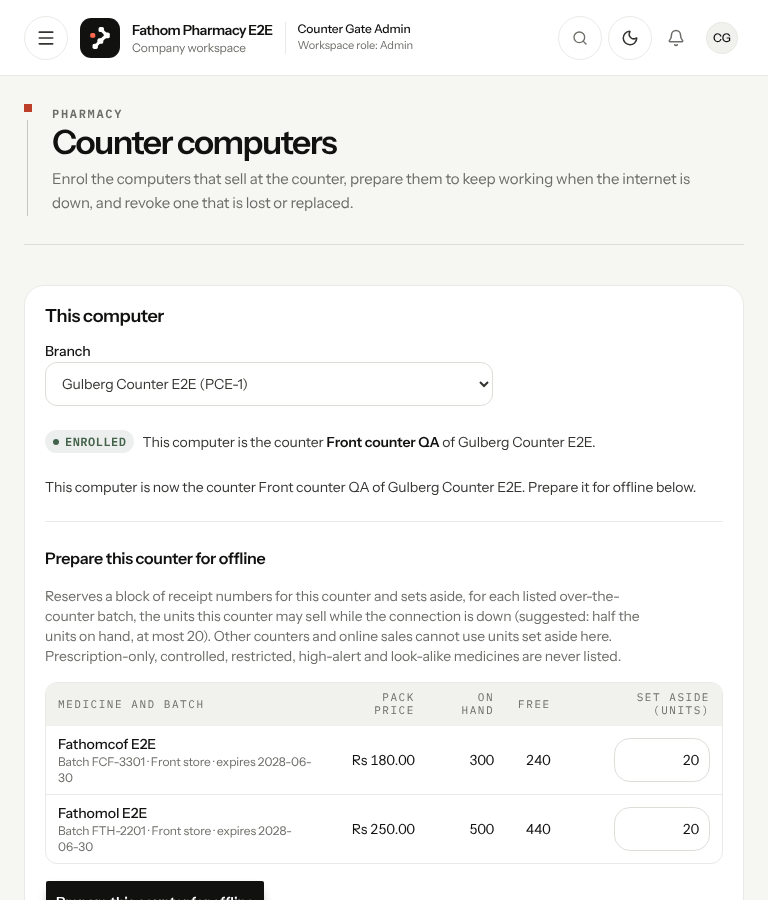 Fathom Pharmacy E2E
Company workspace
Counter Gate Admin
Workspace role: Admin
CG
PHARMACY
Counter computers
Enrol the computers that sell at the counter, prepare them to keep working when the internet is
down, and revoke one that is lost or replaced.
This computer
Branch
Gulberg Counter E2E (PCE-1)
ENROLLED This computer is the counter Front counter QA of Gulberg Counter E2E.
This computer is now the counter Front counter QA of Gulberg Counter E2E. Prepare it for offline below.
Prepare this counter for offline
Reserves a block of receipt numbers for this counter and sets aside, for each listed over-the-
counter batch, the units this counter may sell while the connection is down (suggested: half the
units on hand, at most 20). Other counters and online sales cannot use units set aside here.
Prescription-only, controlled, restricted, high-alert and look-alike medicines are never listed.
MEDICINE AND BATCH PACK PRICE ON HAND FREE SET ASIDE (UNITS)
Fathomcof E2E
Batch FCF-3301 · Front store · expires 2028-06-
30
Rs 180.00 300 240 20
Fathomol E2E
Batch FTH-2201 · Front store · expires 2028-
06-30
Rs 250.00 500 440 20
Prepare this counter for offline